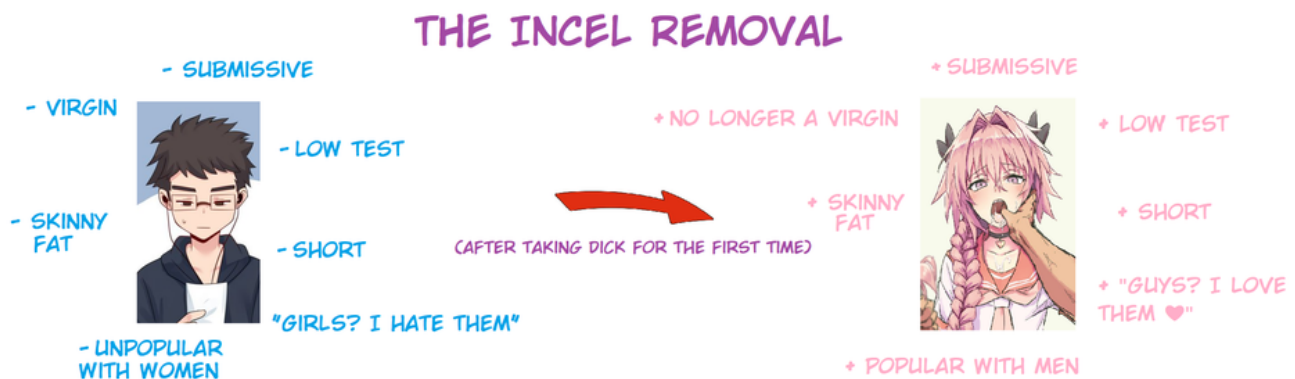 THE INCEL REMOVAL
- SUBMISSIVE
- VIRGIN
- LOW TEST
- SKINNY
FAT
- SHORT
"GIRLS? I HATE THEM"
- UNPOPULAR
WITH WOMEN
(AFTER TAKING DICK FOR THE FIRST TIME)
+ SUBMISSIVE
+ NO LONGER A VIRGIN
+ LOW TEST
+ SKINNY
FAT
+ SHORT
+ "GUYS? I LOVE
THEM ♥"
+ POPULAR WITH MEN